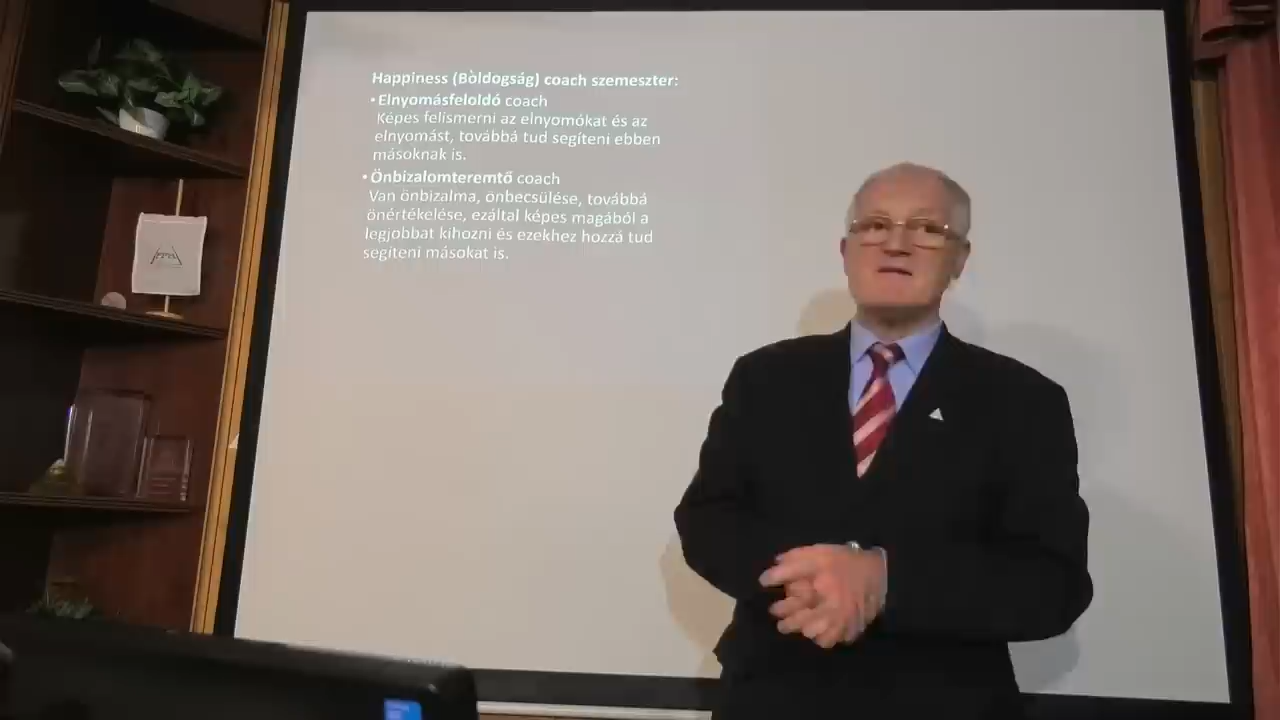 Happiness (Boldogság) coach szemeszter:
• Elnyomásfeloldó coach
Képes felismerni az elnyomókat és az
elnyomást, továbbá tud segíteni ebben
másoknak is.
• Önbizalomteremtő coach
Van önbizalma, önbecsülése, továbbá
önértékelése, ezáltal képes magából a
legjobbat kihozni és ezekhez hozzá tud
segíteni másokat is.